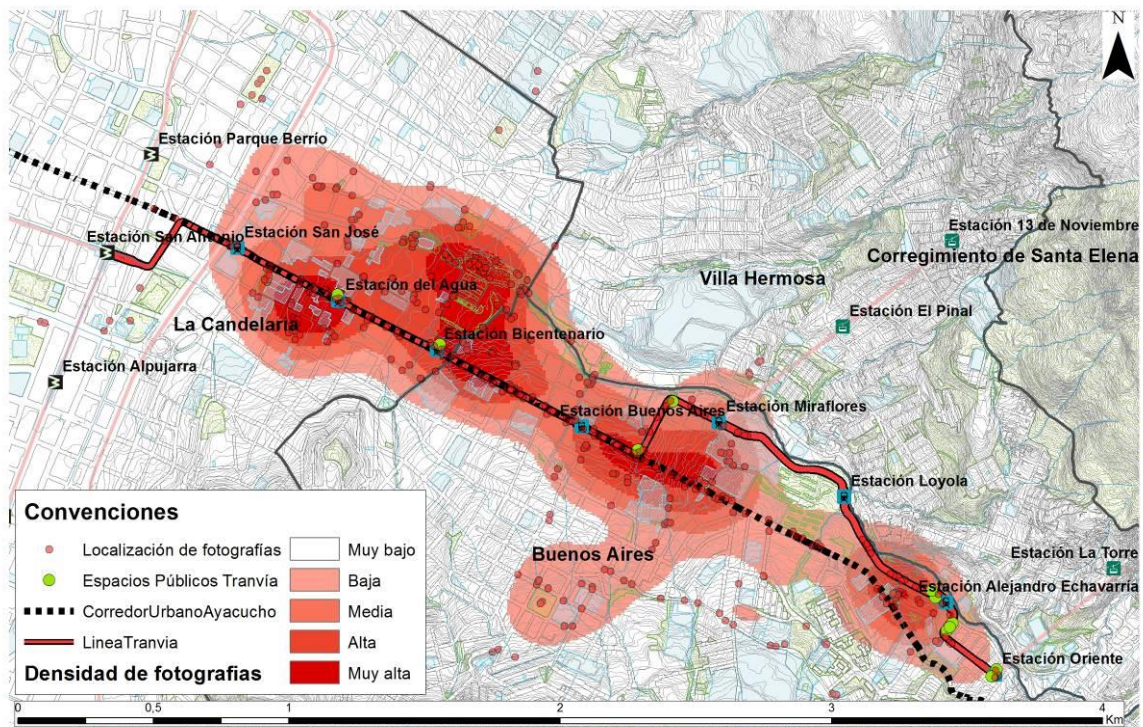 N
Estación Parque Berrío
Estación 13 de Noviembre
Estación San Antonio
Estación San José
Corregimiento de Santa Elena
Villa Hermosa
Estación del Agua
Estación El Pinal
La Candelaria
Estación Bicentenario
Estación Alpujarra
Estación Buenos Aires
Estación Miraflores
Estación Loyola
Buenos Aires
Estación La Torre
Estación Alejandro Echavarría
Estación Oriente
Convenciones
Localización de fotografías
Espacios Públicos Tranvía
CorredorUrbanoAyacucho
LineaTranvia
Densidad de fotografias
Muy bajo
Baja
Media
Alta
Muy alta
0 0,5 1 2 3 4
Km